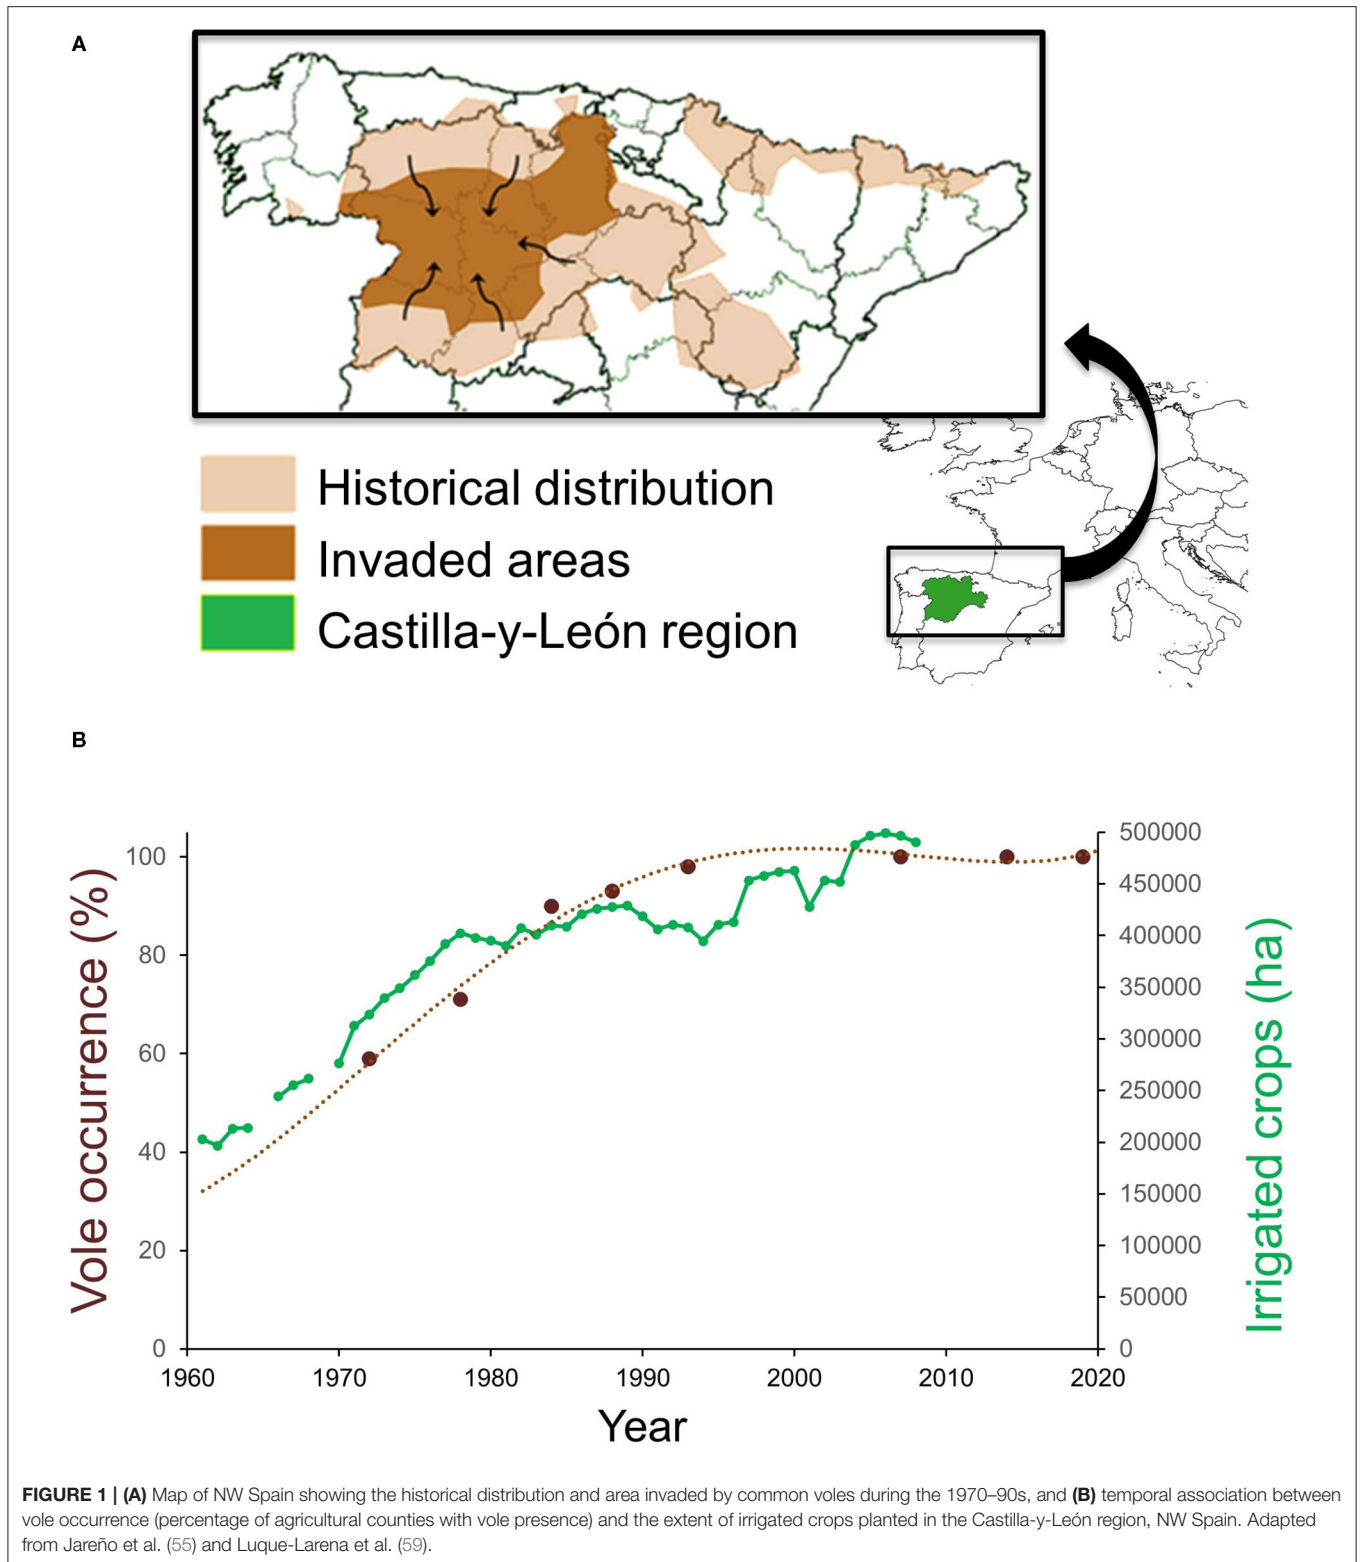 A
Historical distribution
Invaded areas
Castilla-y-León region
B
Vole occurrence (%)
100
80
60
40
20
0
500000
450000
400000
350000
300000
250000
200000
150000
100000
50000
0
Irrigated crops (ha)
1960 1970 1980 1990 2000 2010 2020
Year
FIGURE 1 | (A) Map of NW Spain showing the historical distribution and area invaded by common voles during the 1970–90s, and (B) temporal association between
vole occurrence (percentage of agricultural counties with vole presence) and the extent of irrigated crops planted in the Castilla-y-León region, NW Spain. Adapted
from Jareño et al. (55) and Luque-Larena et al. (59).